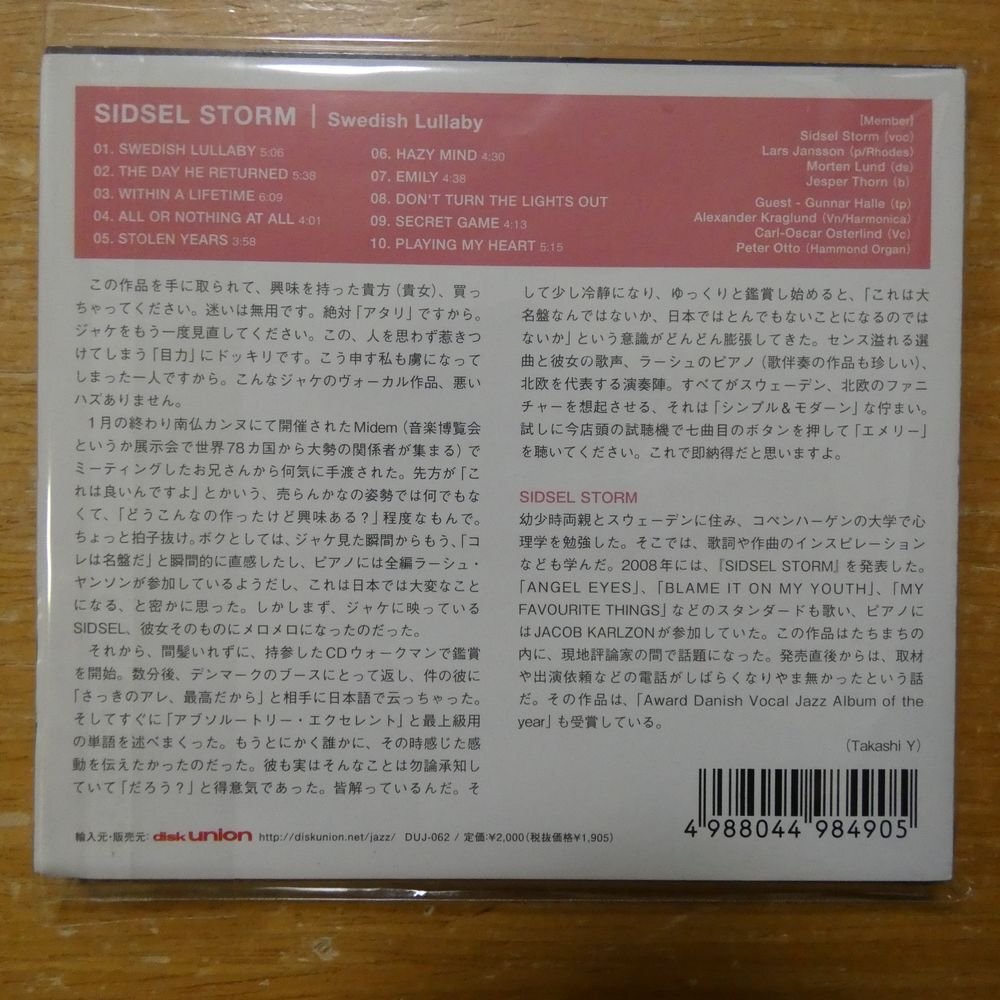 SIDSEL STORM | Swedish Lullaby
01. SWEDISH LULLABY 5:06
02. THE DAY HE RETURNED 5:38
03. WITHIN A LIFETIME 6:09
04. ALL OR NOTHING AT ALL 4:01
05. STOLEN YEARS 3:58
06. HAZY MIND 4:30
07. EMILY 4:38
08. DON'T TURN THE LIGHTS OUT
09. SECRET GAME 4:13
10. PLAYING MY HEART 5:15
[Member]
Sidsel Storm (voc)
Lars Jansson (p/Rhodes)
Morten Lund (ds)
Jesper Thorn (b)
Guest - Gunnar Halle (tp)
Alexander Kraglund (Vn/Harmonica)
Carl-Oscar Osterlind (Vc)
Peter Otto (Hammond Organ)
この作品を手に取られて、興味を持った貴方（貴女）、買っ
ちゃってください。迷いは無用です。絶対「アタリ」ですから。
ジャケをもう一度見直してください。この、人を思わず惹きつ
けてしまう「目力」にドッキリです。こう申す私も虜になって
しまった一人ですから。こんなジャケのヴォーカル作品、悪い
ハズありません。
1月の終わり南仏カンヌにて開催されたMidem（音楽博覧会
というか展示会で世界78カ国から大勢の関係者が集まる）で
ミーティングしたお兄さんから何気に手渡された。先方が「こ
れは良いんですよ」とかいう、売らんかなの姿勢では何でもな
くて、「どうこんなの作ったけど興味ある？」程度なもんで。
ちょっと拍子抜け。ボクとしては、ジャケ見た瞬間からもう、「コ
レは名盤だ」と瞬間的に直感したし、ピアノには全編ラーシュ・
ヤンソンが参加しているようだし、これは日本では大変なこと
になる、と密かに思った。しかしまず、ジャケに映っている
SIDSEL、彼女そのものにメロメロになったのだった。
それから、間髪いれずに、持参したCDウォークマンで鑑賞
を開始。数分後、デンマークのブースにとって返し、件の彼に
「さっきのアレ、最高だから」と相手に日本語で云っちゃった。
そしてすぐに「アブソルートリー・エクセレント」と最上級用
の単語を述べまくった。もうとにかく誰かに、その時感じた感
動を伝えたかったのだった。彼も実はそんなことは勿論承知し
ていて「だろう？」と得意気であった。皆解っているんだ。そ
して少し冷静になり、ゆっくりと鑑賞し始めると、「これは大
名盤なんではないか、日本ではとんでもないことになるのでは
ないか」という意識がどんどん膨張してきた。センス溢れる選
曲と彼女の歌声、ラーシュのピアノ（歌伴奏の作品も珍しい）、
北欧を代表する演奏陣。すべてがスウェーデン、北欧のファニ
チャーを想起させる、それは「シンプル＆モダーン」な佇まい。
試しに今店頭の試聴機で七曲目のボタンを押して「エメリー」
を聴いてください。これで即納得だと思いますよ。
SIDSEL STORM
幼少時両親とスウェーデンに住み、コペンハーゲンの大学で心
理学を勉強した。そこでは、歌詞や作曲のインスピレーション
なども学んだ。2008年には、『SIDSEL STORM』を発表した。
「ANGEL EYES」、「BLAME IT ON MY YOUTH」、「MY
FAVOURITE THINGS」などのスタンダードも歌い、ピアノに
はJACOB KARLZONが参加していた。この作品はたちまちの
内に、現地評論家の間で話題になった。発売直後からは、取材
や出演依頼などの電話がしばらくなりやま無かったという話
だ。その作品は、「Award Danish Vocal Jazz Album of the
year」も受賞している。
（Takashi Y）
輸入元・販売元: disk union http://diskunion.net/jazz/ DUJ-062 / 定価:¥2,000（税抜価格¥1,905）
4 988044 984905